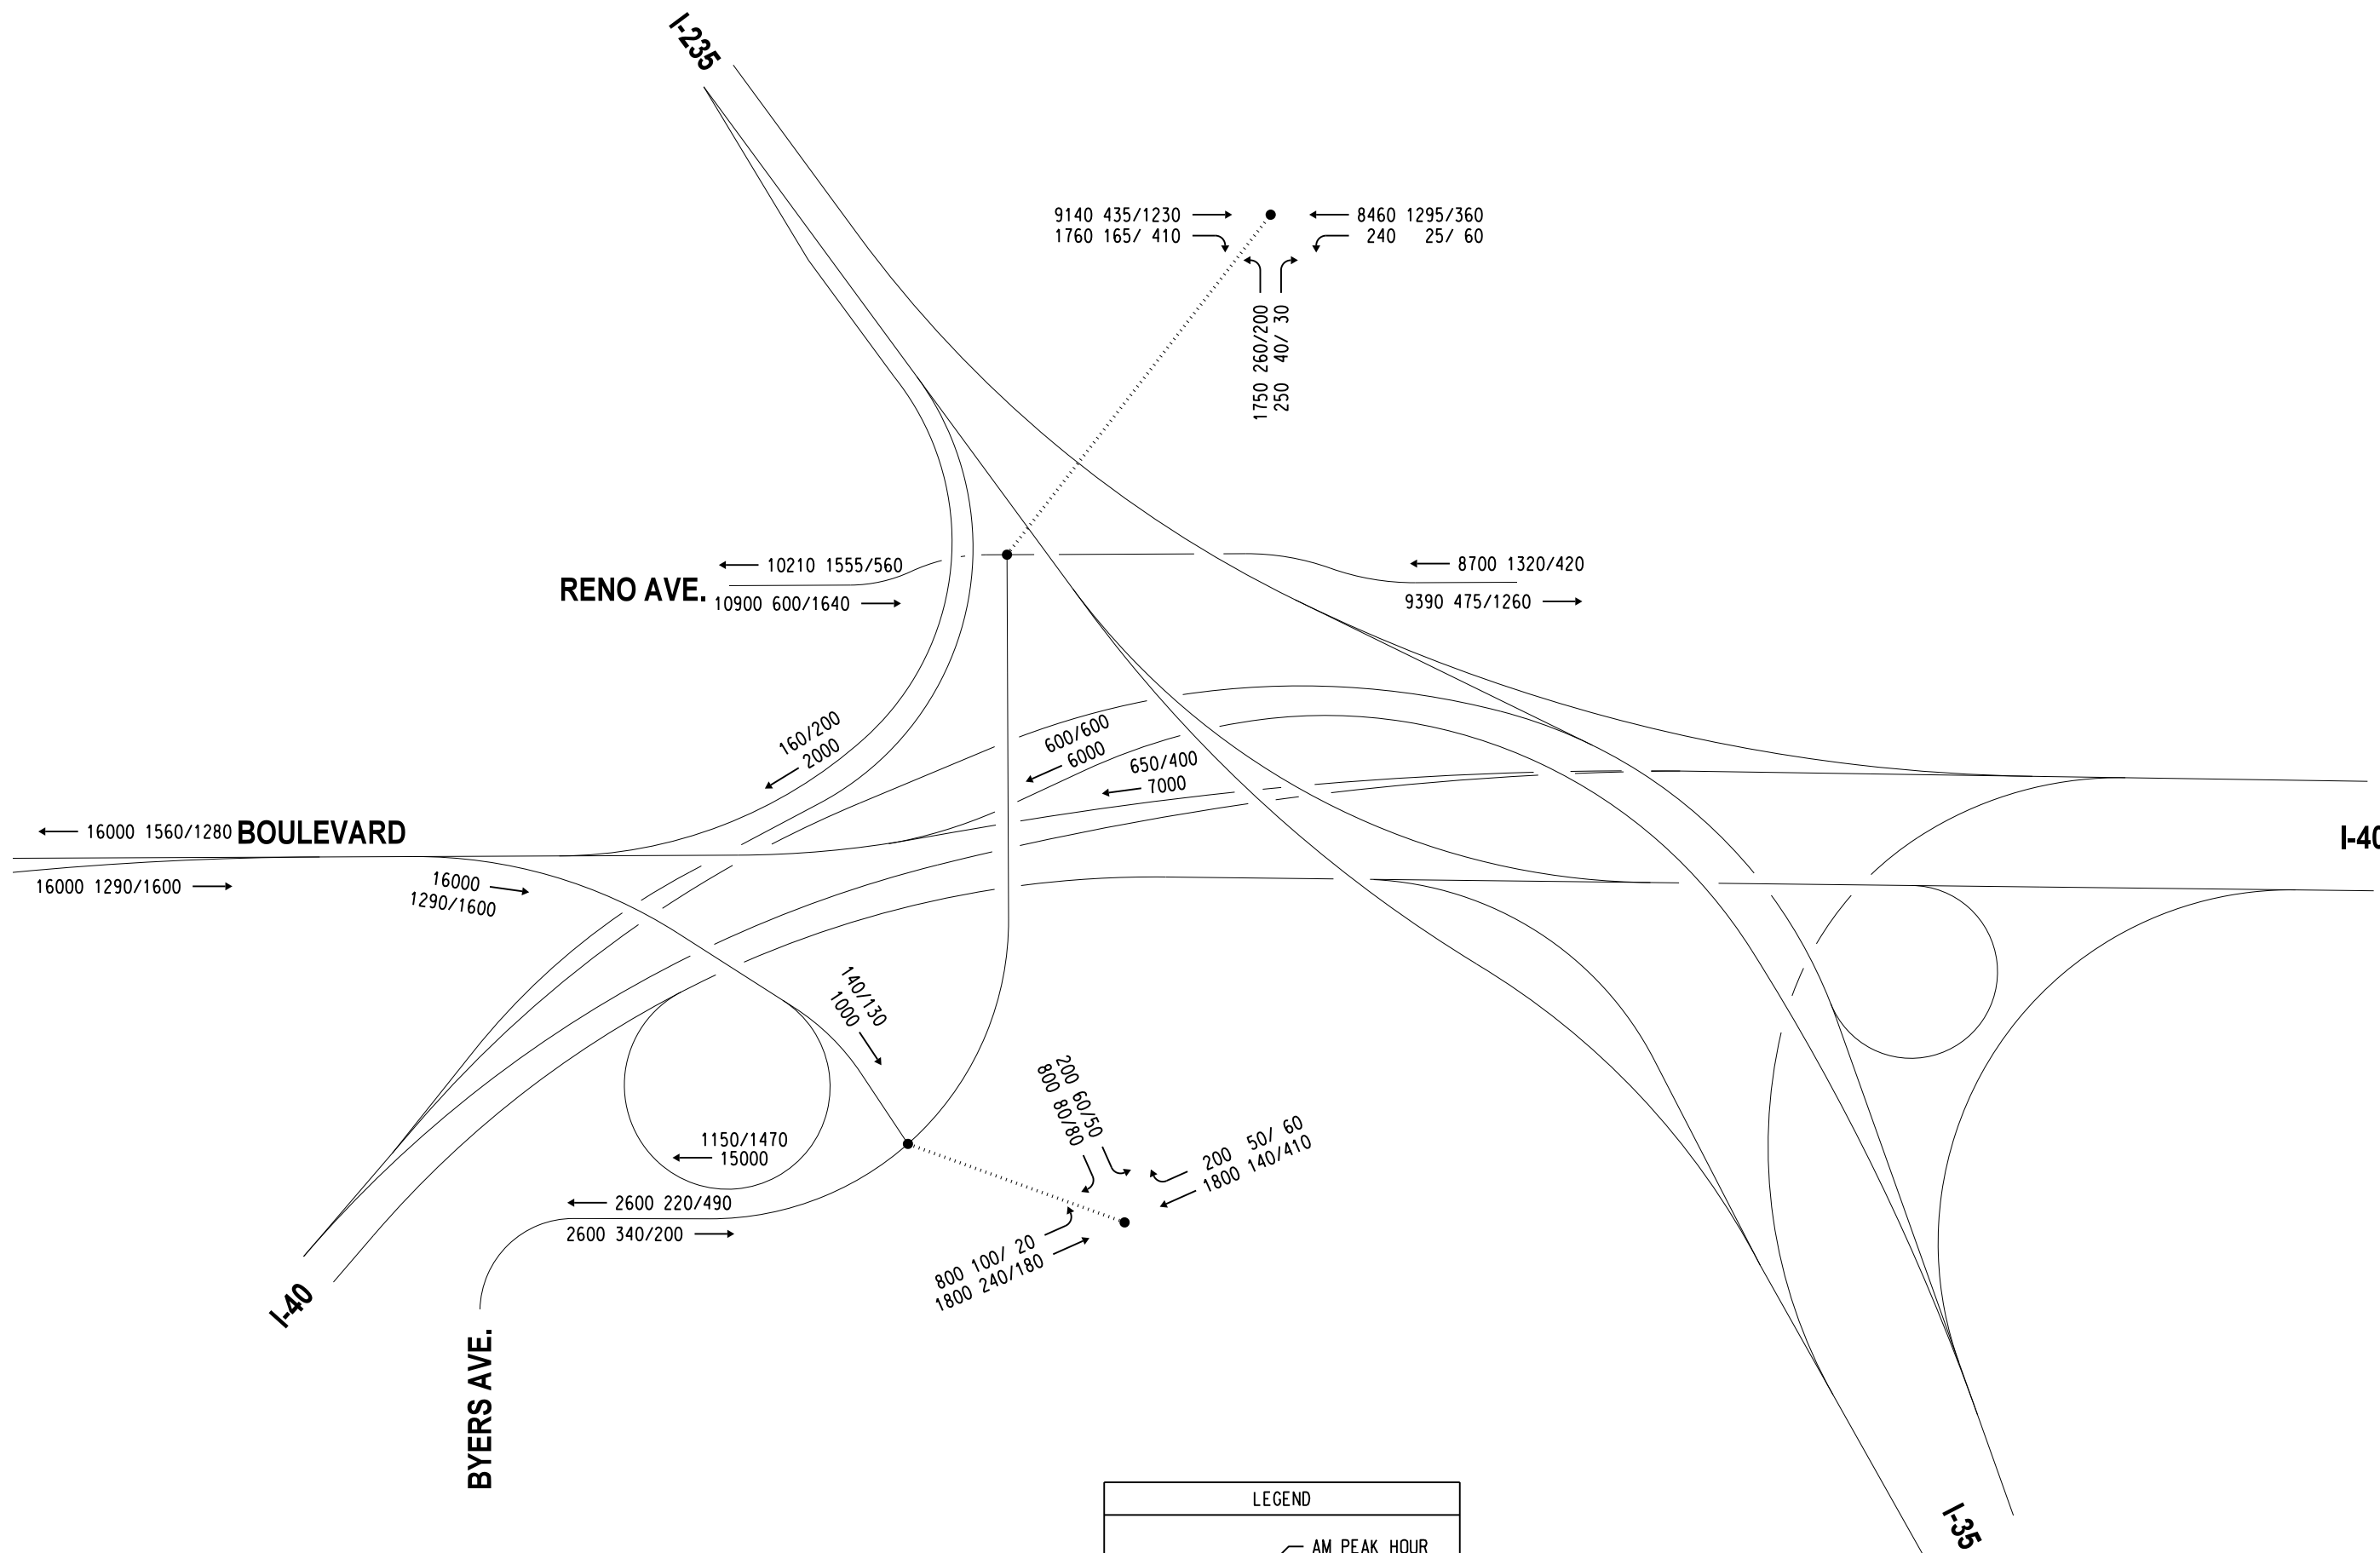 I-235
9140 435/1230
8460 1295/360
1760 165/ 410
240 25/ 60
1750 260/200
250 40/ 30
10210 1555/560
8700 1320/420
RENO AVE.
10900 600/1640
9390 475/1260
160/200
2000
600/600
6000
650/400
7000
16000 1560/1280
BOULEVARD
I-40
16000 1290/1600
16000
1290/1600
140/130
1000
200 60/50
800 80/80
200 50/ 60
1800 140/410
1150/1470
15000
2600 220/490
2600 340/200
800 100/ 20
1800 240/180
I-40
BYERS AVE.
LEGEND
I-35
AM PEAK HOUR